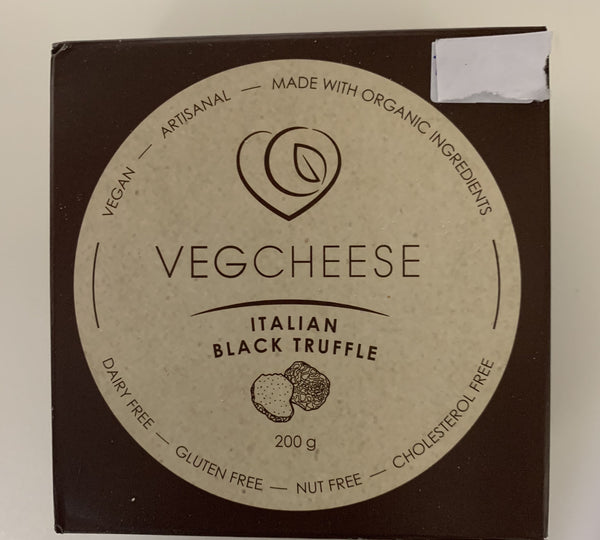 VEGAN — ARTISANAL — MADE WITH ORGANIC INGREDIENTS
VEGCHEESE
ITALIAN
BLACK TRUFFLE
200 g
DAIRY FREE — GLUTEN FREE — NUT FREE — CHOLESTEROL FREE